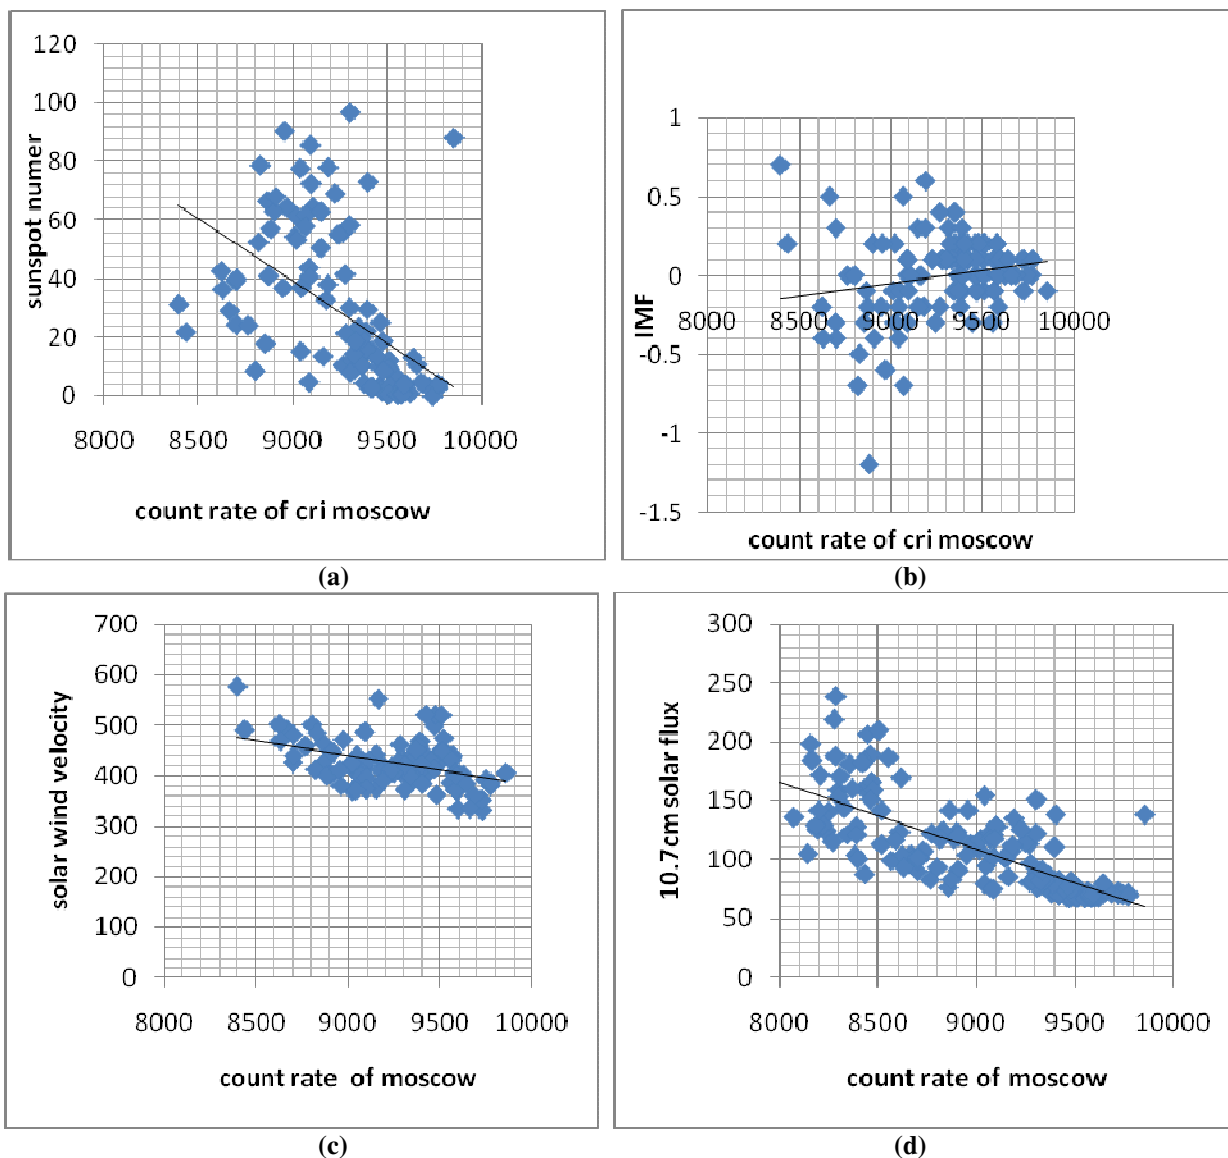 120
100
80
60
40
20
0
sunspot numer
8000 8500 9000 9500 10000
count rate of cri moscow
(a)
1
0.5
0
-0.5
-1
-1.5
IMF
8000 8500 9000 9500 10000
count rate of cri moscow
(b)
700
600
500
400
300
200
100
0
solar wind velocity
8000 8500 9000 9500 10000
count rate of moscow
(c)
300
250
200
150
100
50
0
10.7cm solar flux
8000 8500 9000 9500 10000
count rate of moscow
(d)